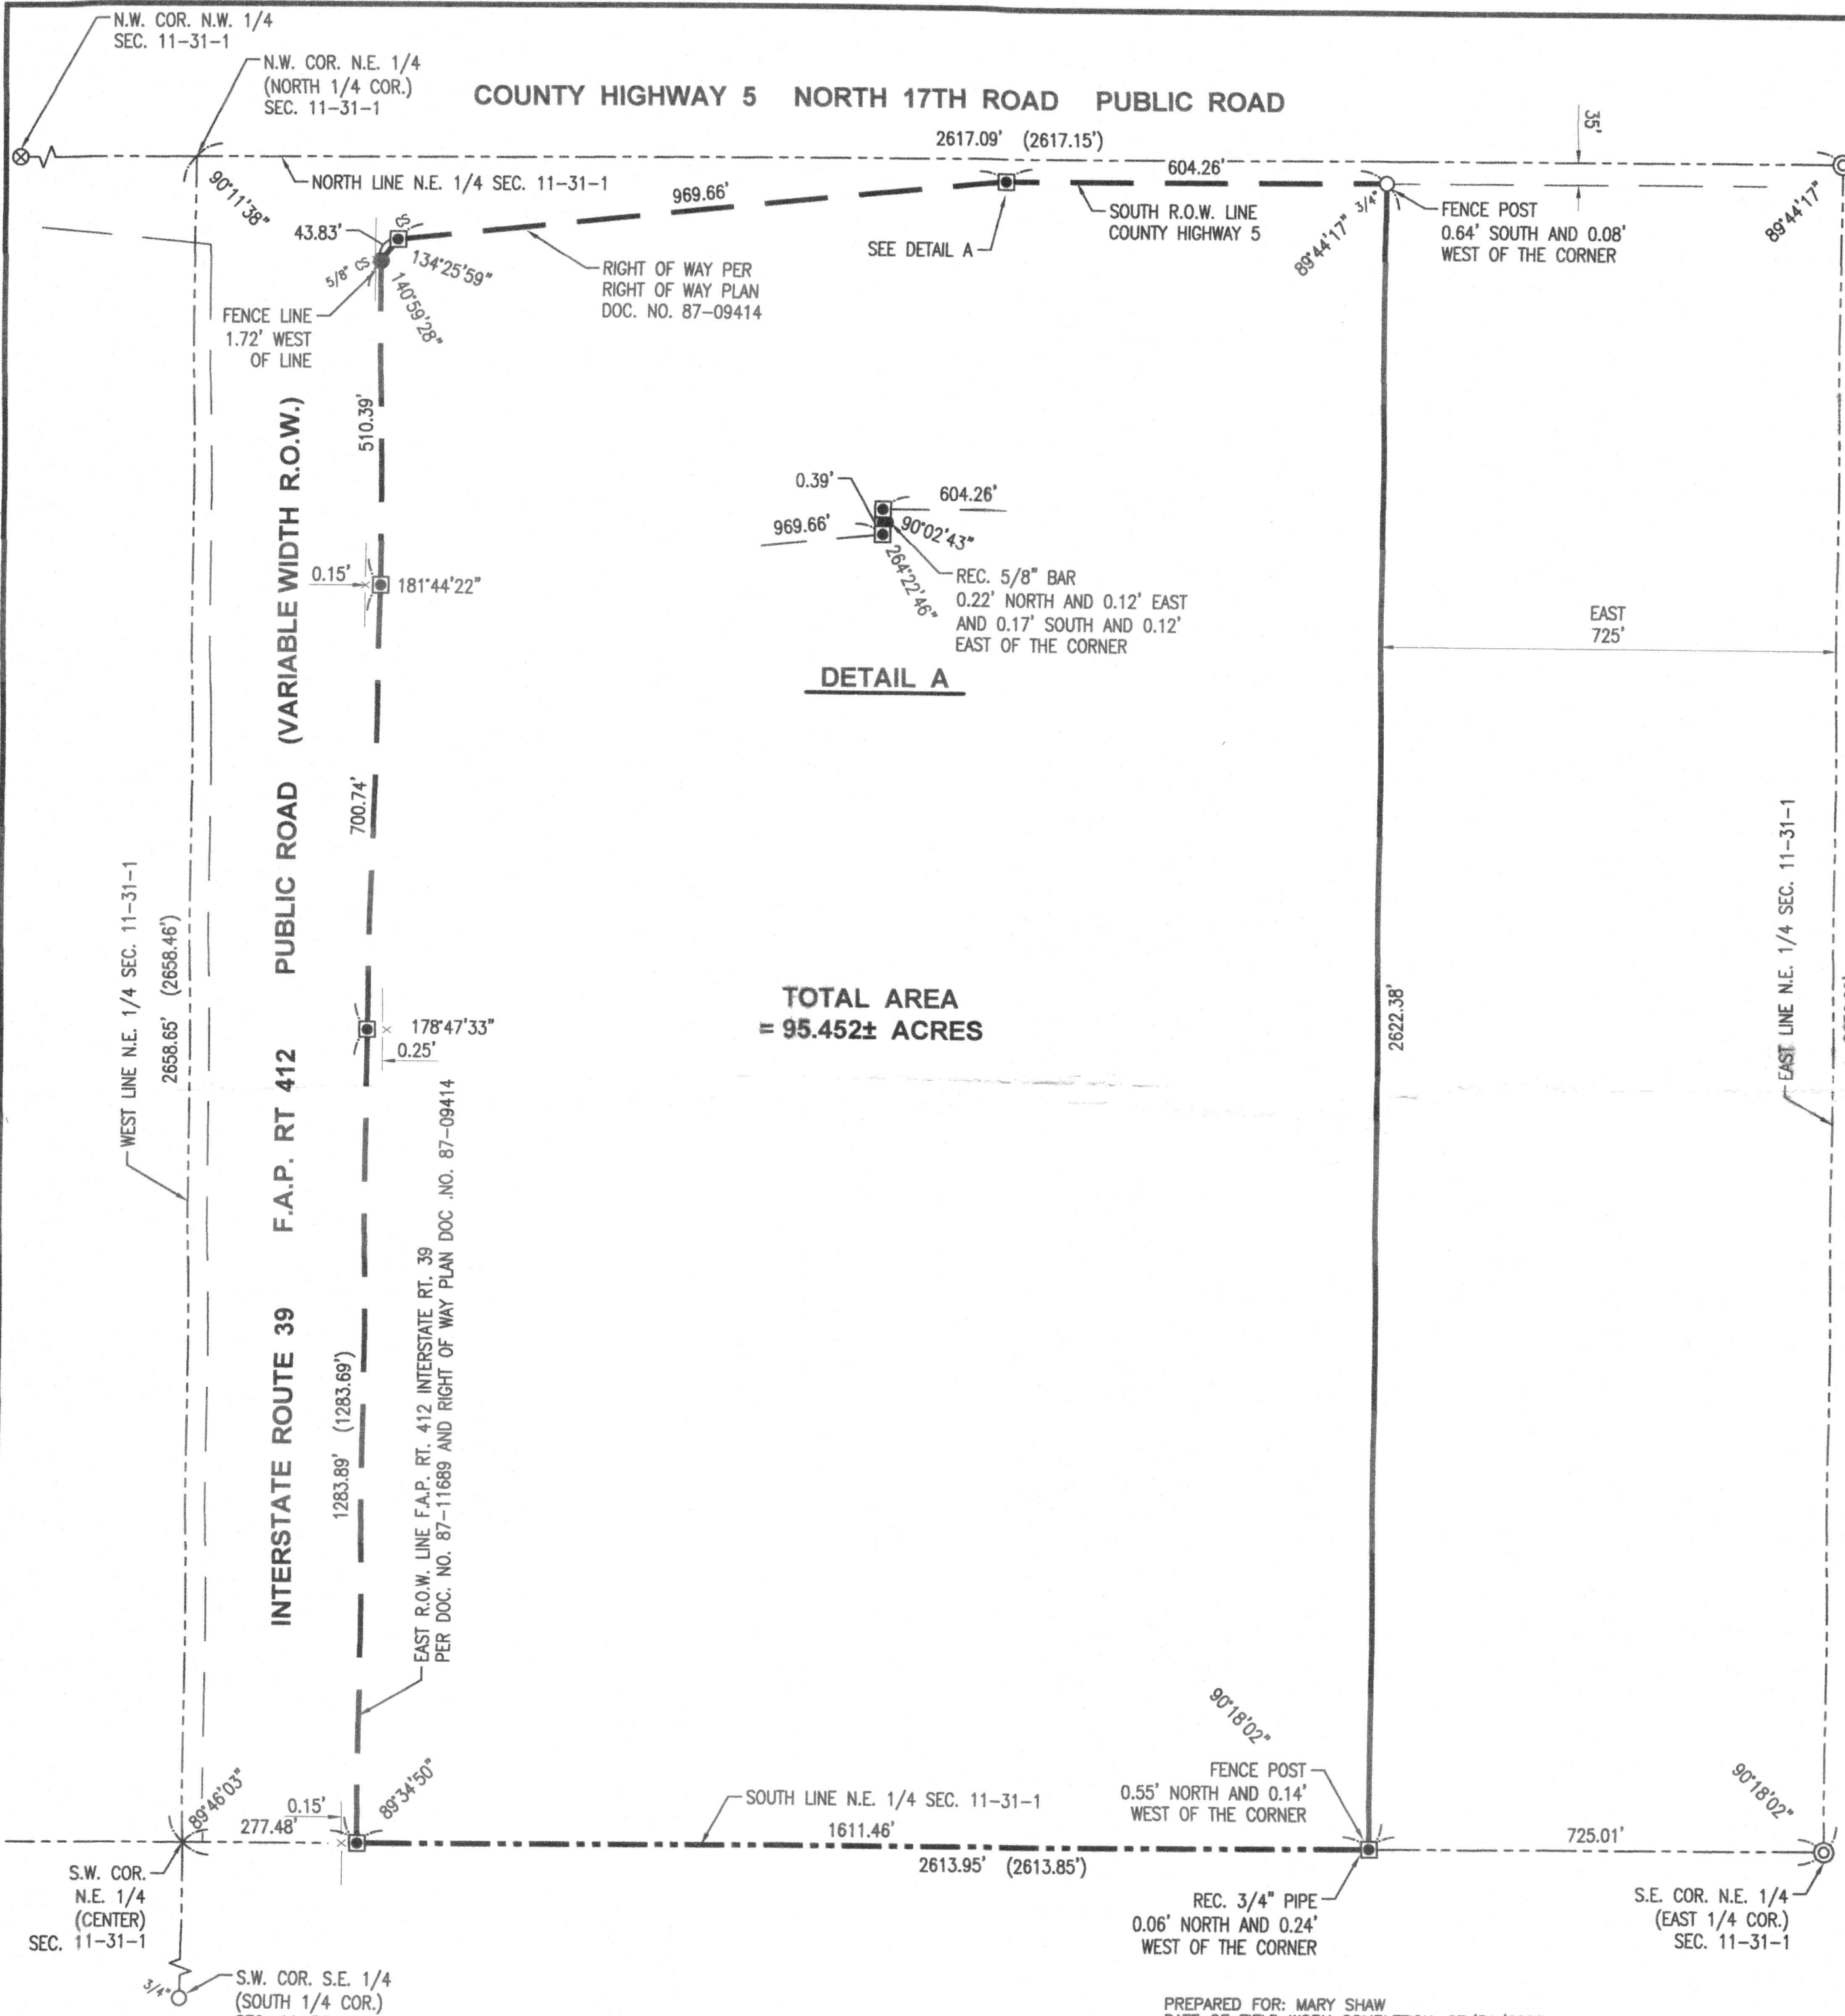 N.W. COR. N.W. 1/4
SEC. 11-31-1
N.W. COR. N.E. 1/4
(NORTH 1/4 COR.)
SEC. 11-31-1
COUNTY HIGHWAY 5 NORTH 17TH ROAD PUBLIC ROAD
35'
2617.09' (2617.15')
604.26'
NORTH LINE N.E. 1/4 SEC. 11-31-1
90°11'38"
969.66'
SOUTH R.O.W. LINE
COUNTY HIGHWAY 5
SEE DETAIL A
89°44'17"
3/4"
FENCE POST
0.64' SOUTH AND 0.08'
WEST OF THE CORNER
89°44'17"
43.83'
CS
134°25'59"
5/8" CS
140°59'28"
RIGHT OF WAY PER
RIGHT OF WAY PLAN
DOC. NO. 87-09414
FENCE LINE
1.72' WEST
OF LINE
510.39'
0.39'
604.26'
969.66'
90°02'43"
264°22'46"
REC. 5/8" BAR
0.22' NORTH AND 0.12' EAST
AND 0.17' SOUTH AND 0.12'
EAST OF THE CORNER
DETAIL A
0.15'
181°44'22"
EAST
725'
700.74'
INTERSTATE ROUTE 39 F.A.P. RT 412 PUBLIC ROAD (VARIABLE WIDTH R.O.W.)
WEST LINE N.E. 1/4 SEC. 11-31-1
2658.65' (2658.46')
178°47'33"
0.25'
TOTAL AREA
= 95.452± ACRES
2622.38'
EAST LINE N.E. 1/4 SEC. 11-31-1
EAST R.O.W. LINE F.A.P. RT. 412 INTERSTATE RT. 39
PER DOC. NO. 87-11689 AND RIGHT OF WAY PLAN DOC .NO. 87-09414
1283.89' (1283.69')
89°46'03"
277.48'
0.15'
89°34'50"
SOUTH LINE N.E. 1/4 SEC. 11-31-1
1611.46'
2613.95' (2613.85')
90°18'02"
FENCE POST
0.55' NORTH AND 0.14'
WEST OF THE CORNER
725.01'
90°18'02"
S.W. COR.
N.E. 1/4
(CENTER)
SEC. 11-31-1
REC. 3/4" PIPE
0.06' NORTH AND 0.24'
WEST OF THE CORNER
S.E. COR. N.E. 1/4
(EAST 1/4 COR.)
SEC. 11-31-1
3/4"
S.W. COR. S.E. 1/4
(SOUTH 1/4 COR.)
PREPARED FOR: MARY SHAW